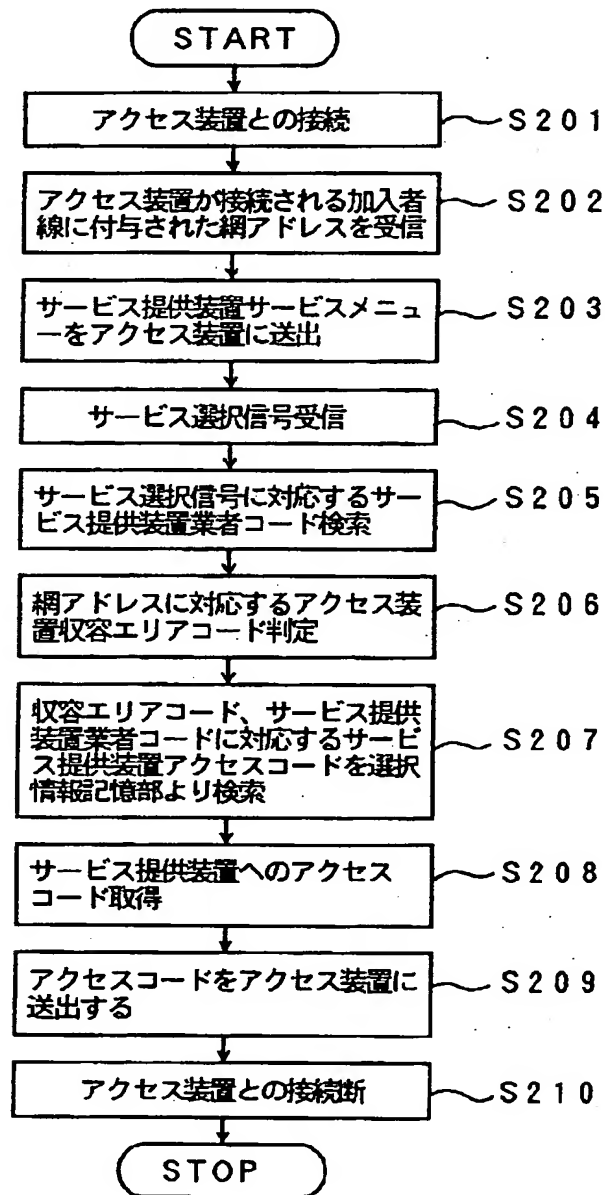 START
アクセス装置との接続
S201
アクセス装置が接続される加入者
線に付与された網アドレスを受信
S202
サービス提供装置サービスメニュ
ーをアクセス装置に送出
S203
サービス選択信号受信
S204
サービス選択信号に対応するサー
ビス提供装置業者コード検索
S205
網アドレスに対応するアクセス装
置収容エリアコード判定
S206
収容エリアコード、サービス提供
装置業者コードに対応するサービ
ス提供装置アクセスコードを選択
情報記憶部より検索
S207
サービス提供装置へのアクセス
コード取得
S208
アクセスコードをアクセス装置に
送出する
S209
アクセス装置との接続断
S210
STOP